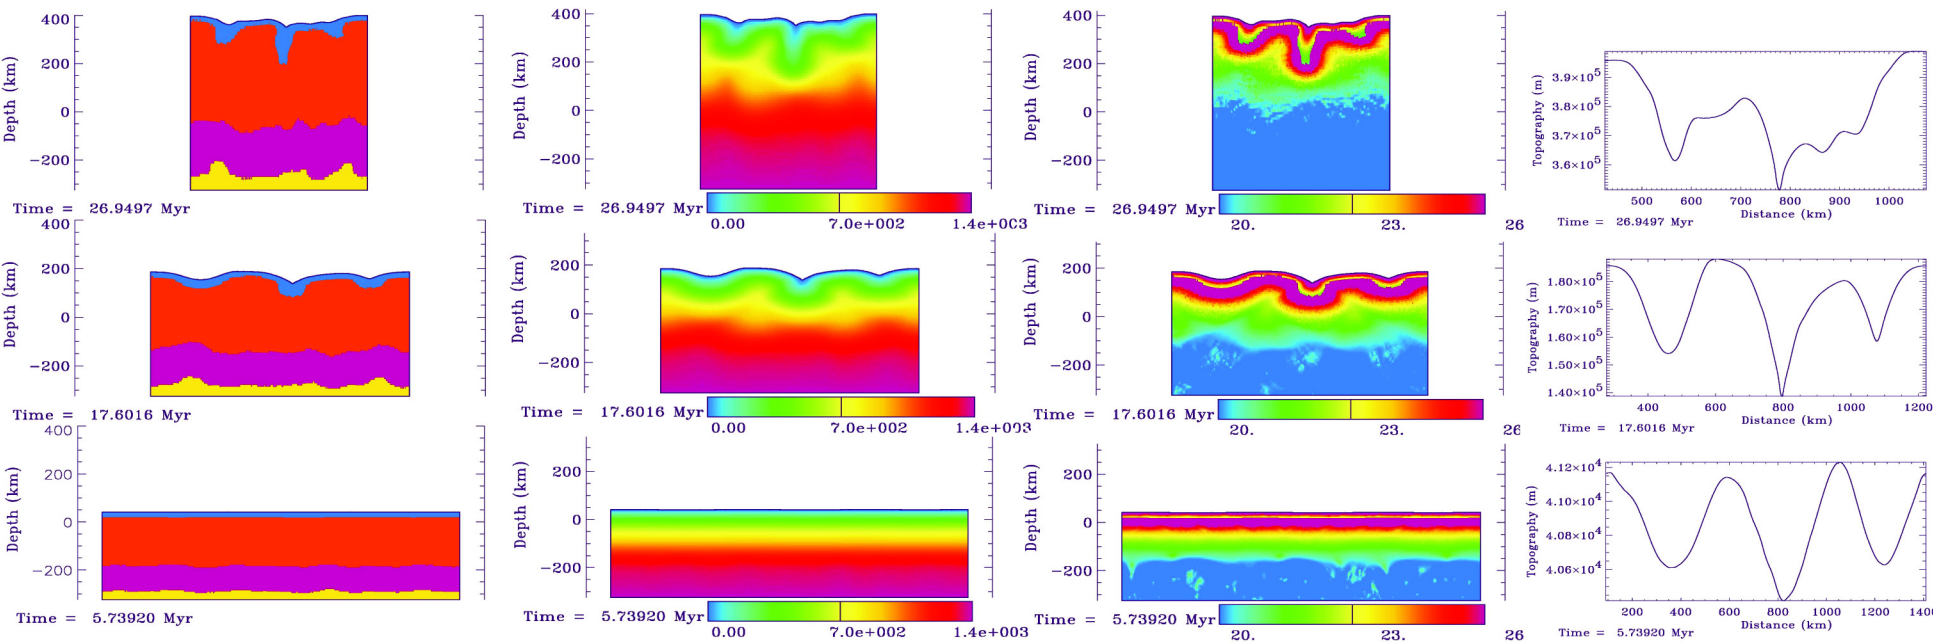 400
200
0
−200
Depth (km)
Time = 26.9497 Myr
400
200
0
−200
Depth (km)
Time = 26.9497 Myr
0.00 7.0e+002 1.4e+003
400
200
0
−200
Depth (km)
Time = 26.9497 Myr
20. 23. 26
3.9×10⁵
3.8×10⁵
3.7×10⁵
3.6×10⁵
Topography (m)
500 600 700 800 900 1000
Distance (km)
Time = 26.9497 Myr
400
200
0
−200
Depth (km)
Time = 17.6016 Myr
200
0
−200
Depth (km)
Time = 17.6016 Myr
0.00 7.0e+002 1.4e+003
200
0
−200
Depth (km)
Time = 17.6016 Myr
20. 23. 26
1.80×10⁵
1.70×10⁵
1.60×10⁵
1.50×10⁵
1.40×10⁵
Topography (m)
400 600 800 1000 1200
Distance (km)
Time = 17.6016 Myr
400
200
0
−200
Depth (km)
Time = 5.73920 Myr
200
0
−200
Depth (km)
Time = 5.73920 Myr
0.00 7.0e+002 1.4e+003
200
0
−200
Depth (km)
Time = 5.73920 Myr
20. 23. 26
4.12×10⁴
4.10×10⁴
4.08×10⁴
4.06×10⁴
Topography (m)
200 400 600 800 1000 1200 140
Distance (km)
Time = 5.73920 Myr